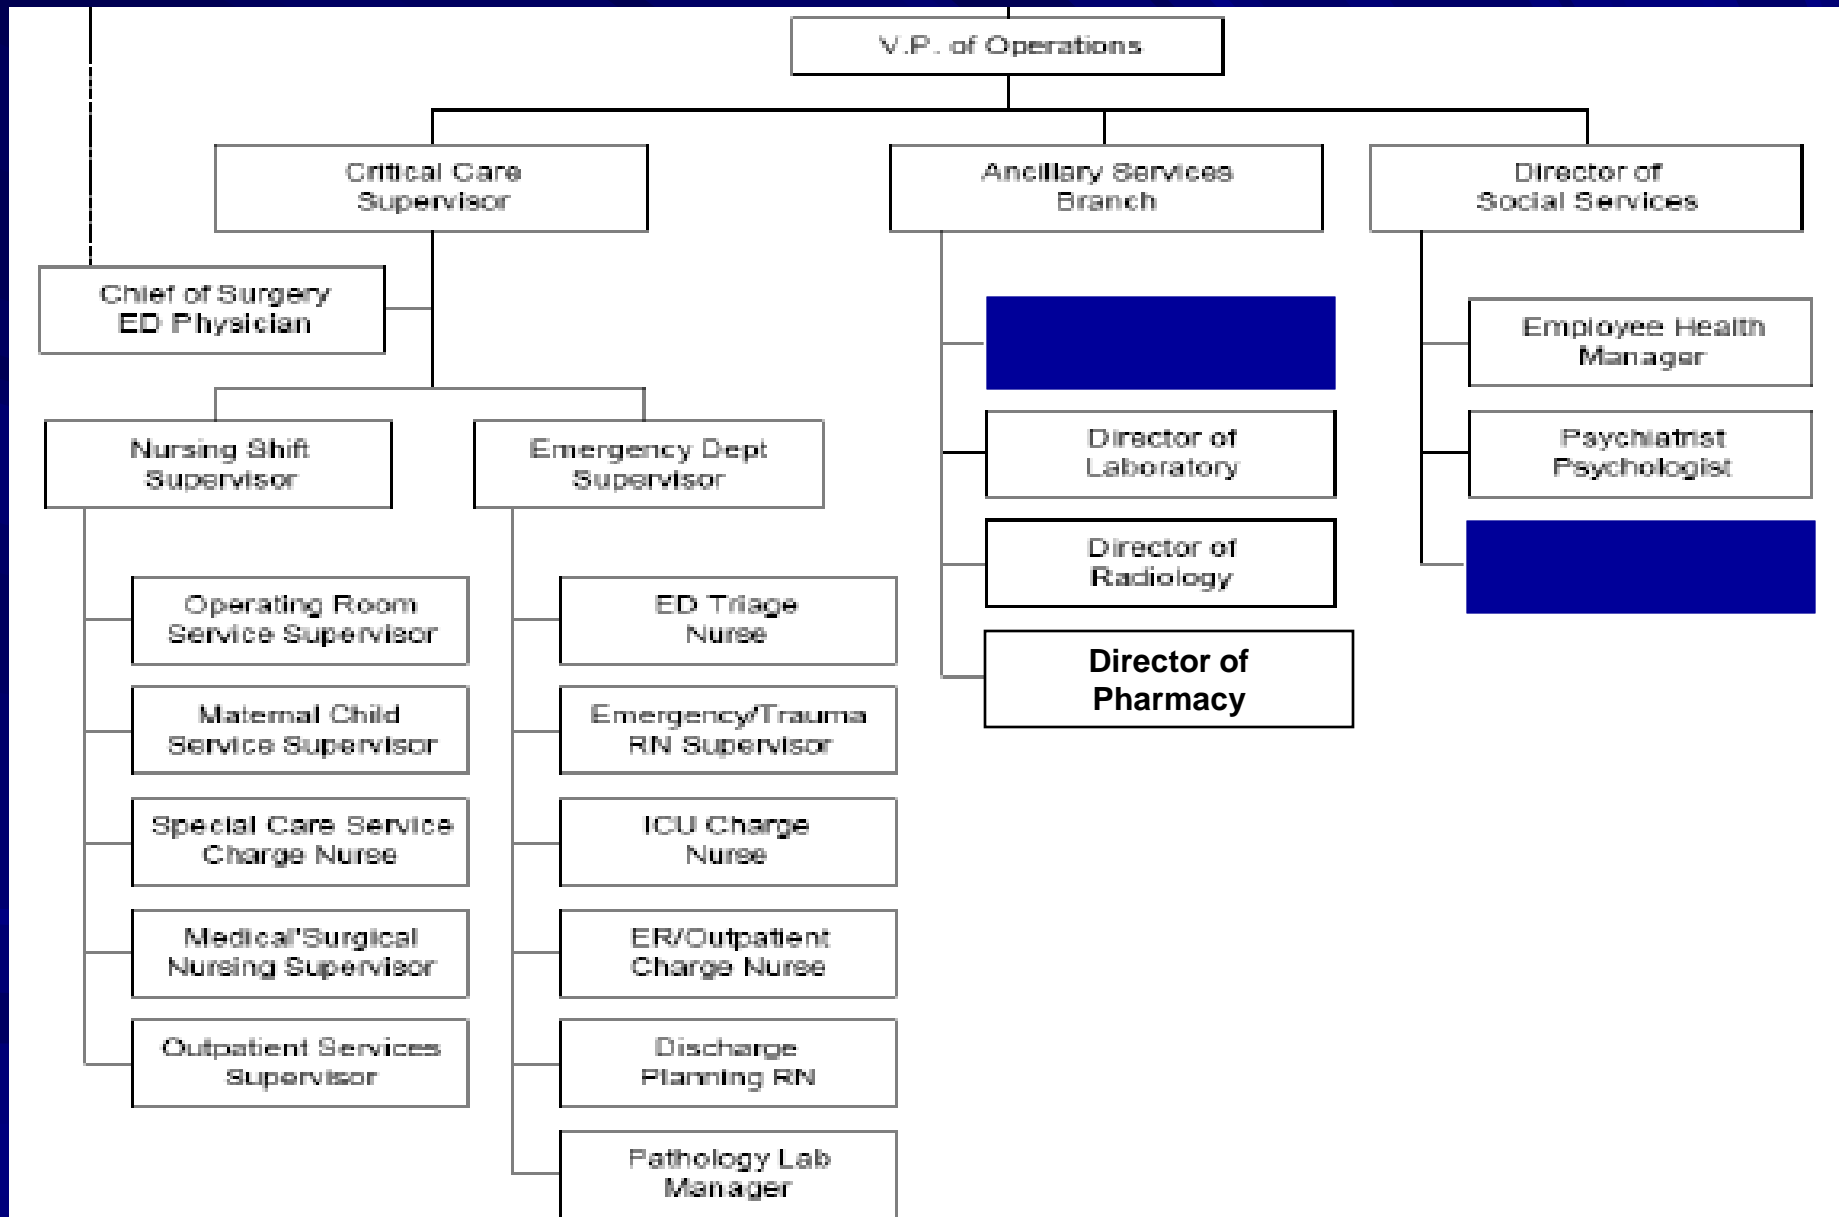 V.P. of Operations
Critical Care
Supervisor
Ancillary Services
Branch
Director of
Social Services
Chief of Surgery
ED Physician
Employee Health
Manager
Nursing Shift
Supervisor
Emergency Dept
Supervisor
Director of
Laboratory
Psychiatrist
Psychologist
Director of
Radiology
Operating Room
Service Supervisor
ED Triage
Nurse
Director of
Pharmacy
Maternal Child
Service Supervisor
Emergency/Trauma
RN Supervisor
Special Care Service
Charge Nurse
ICU Charge
Nurse
Medical'Surgical
Nursing Supervisor
ER/Outpatient
Charge Nurse
Outpatient Services
Supervisor
Discharge
Planning RN
Pathology Lab
Manager